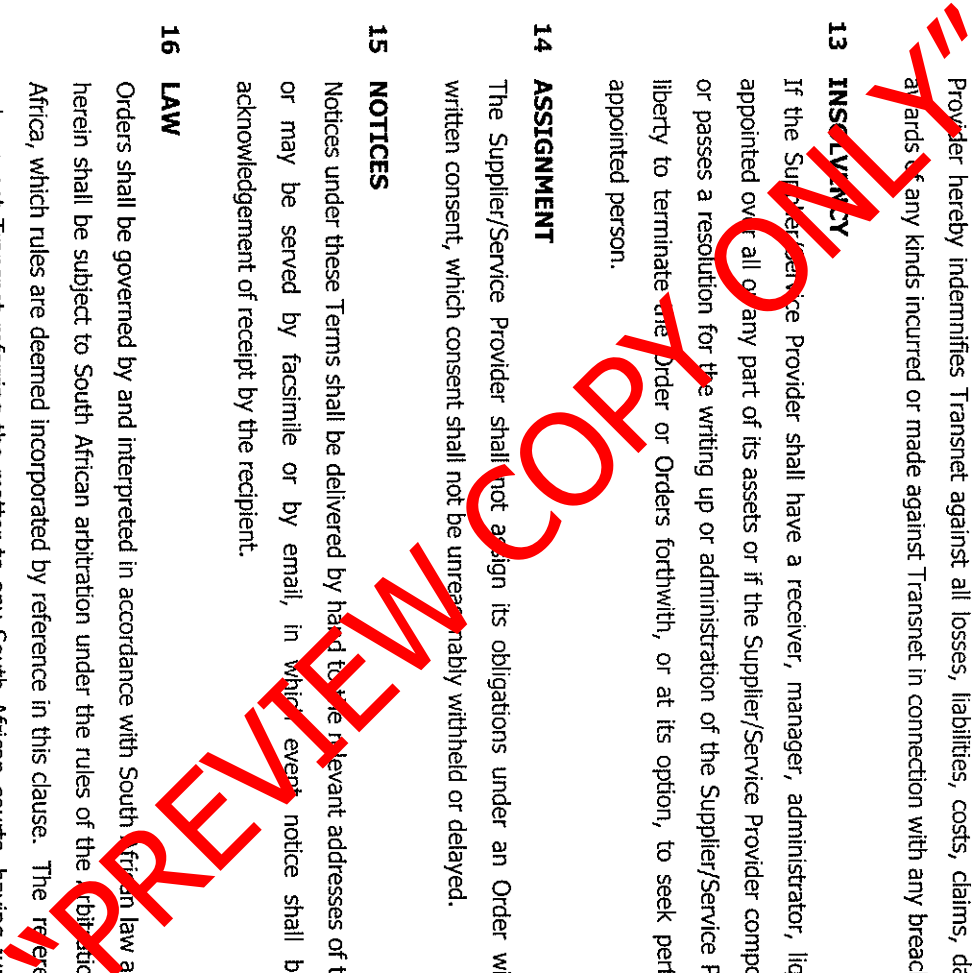 Provider hereby indemnifies Transnet against all losses, liabilities, costs, claims,
awards of any kinds incurred or made against Transnet in connection with any
13 INSOLVENCY
If the Supplier/Service Provider shall have a receiver, manager, administrator,
appointed over all or any part of its assets or if the Supplier/Service Provider
or passes a resolution for the writing up or administration of the Supplier/Service
liberty to terminate the Order or Orders forthwith, or at its option, to seek
appointed person.
14 ASSIGNMENT
The Supplier/Service Provider shall not assign its obligations under an Order
written consent, which consent shall not be unreasonably withheld or delayed.
15 NOTICES
Notices under these Terms shall be delivered by hand to the relevant addresses of
or may be served by facsimile or by email, in which event notice shall
acknowledgement of receipt by the recipient.
16 LAW
Orders shall be governed by and interpreted in accordance with South African law
herein shall be subject to South African arbitration under the rules of the
Africa, which rules are deemed incorporated by reference in this clause. The
"PREVIEW COPY ONLY"